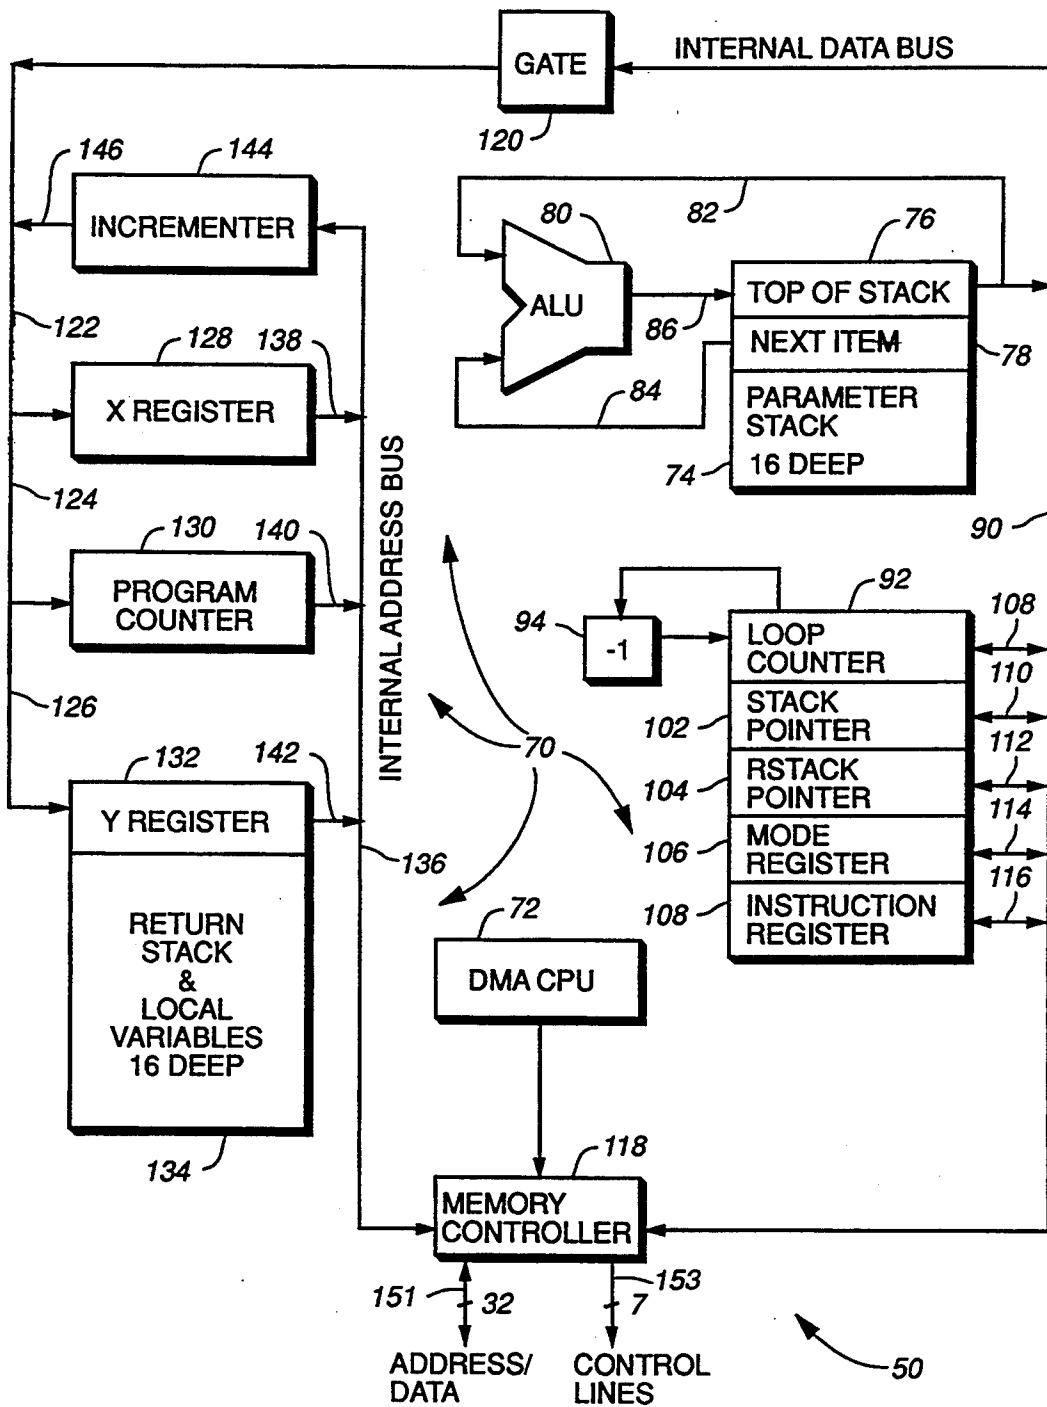 INTERNAL DATA BUS
GATE
120
146
144
INCREMENTER
82
80
76
ALU
TOP OF STACK
86
NEXT ITEM
78
84
PARAMETER
STACK
16 DEEP
74
122
128
138
X REGISTER
INTERNAL ADDRESS BUS
124
130
140
PROGRAM
COUNTER
90
92
94
-1
LOOP
COUNTER
108
110
102
STACK
POINTER
112
126
70
104
RSTACK
POINTER
114
132
142
Y REGISTER
106
MODE
REGISTER
116
136
108
INSTRUCTION
REGISTER
72
DMA CPU
RETURN
STACK
&
LOCAL
VARIABLES
16 DEEP
134
118
MEMORY
CONTROLLER
151
32
153
7
ADDRESS/
DATA
CONTROL
LINES
50